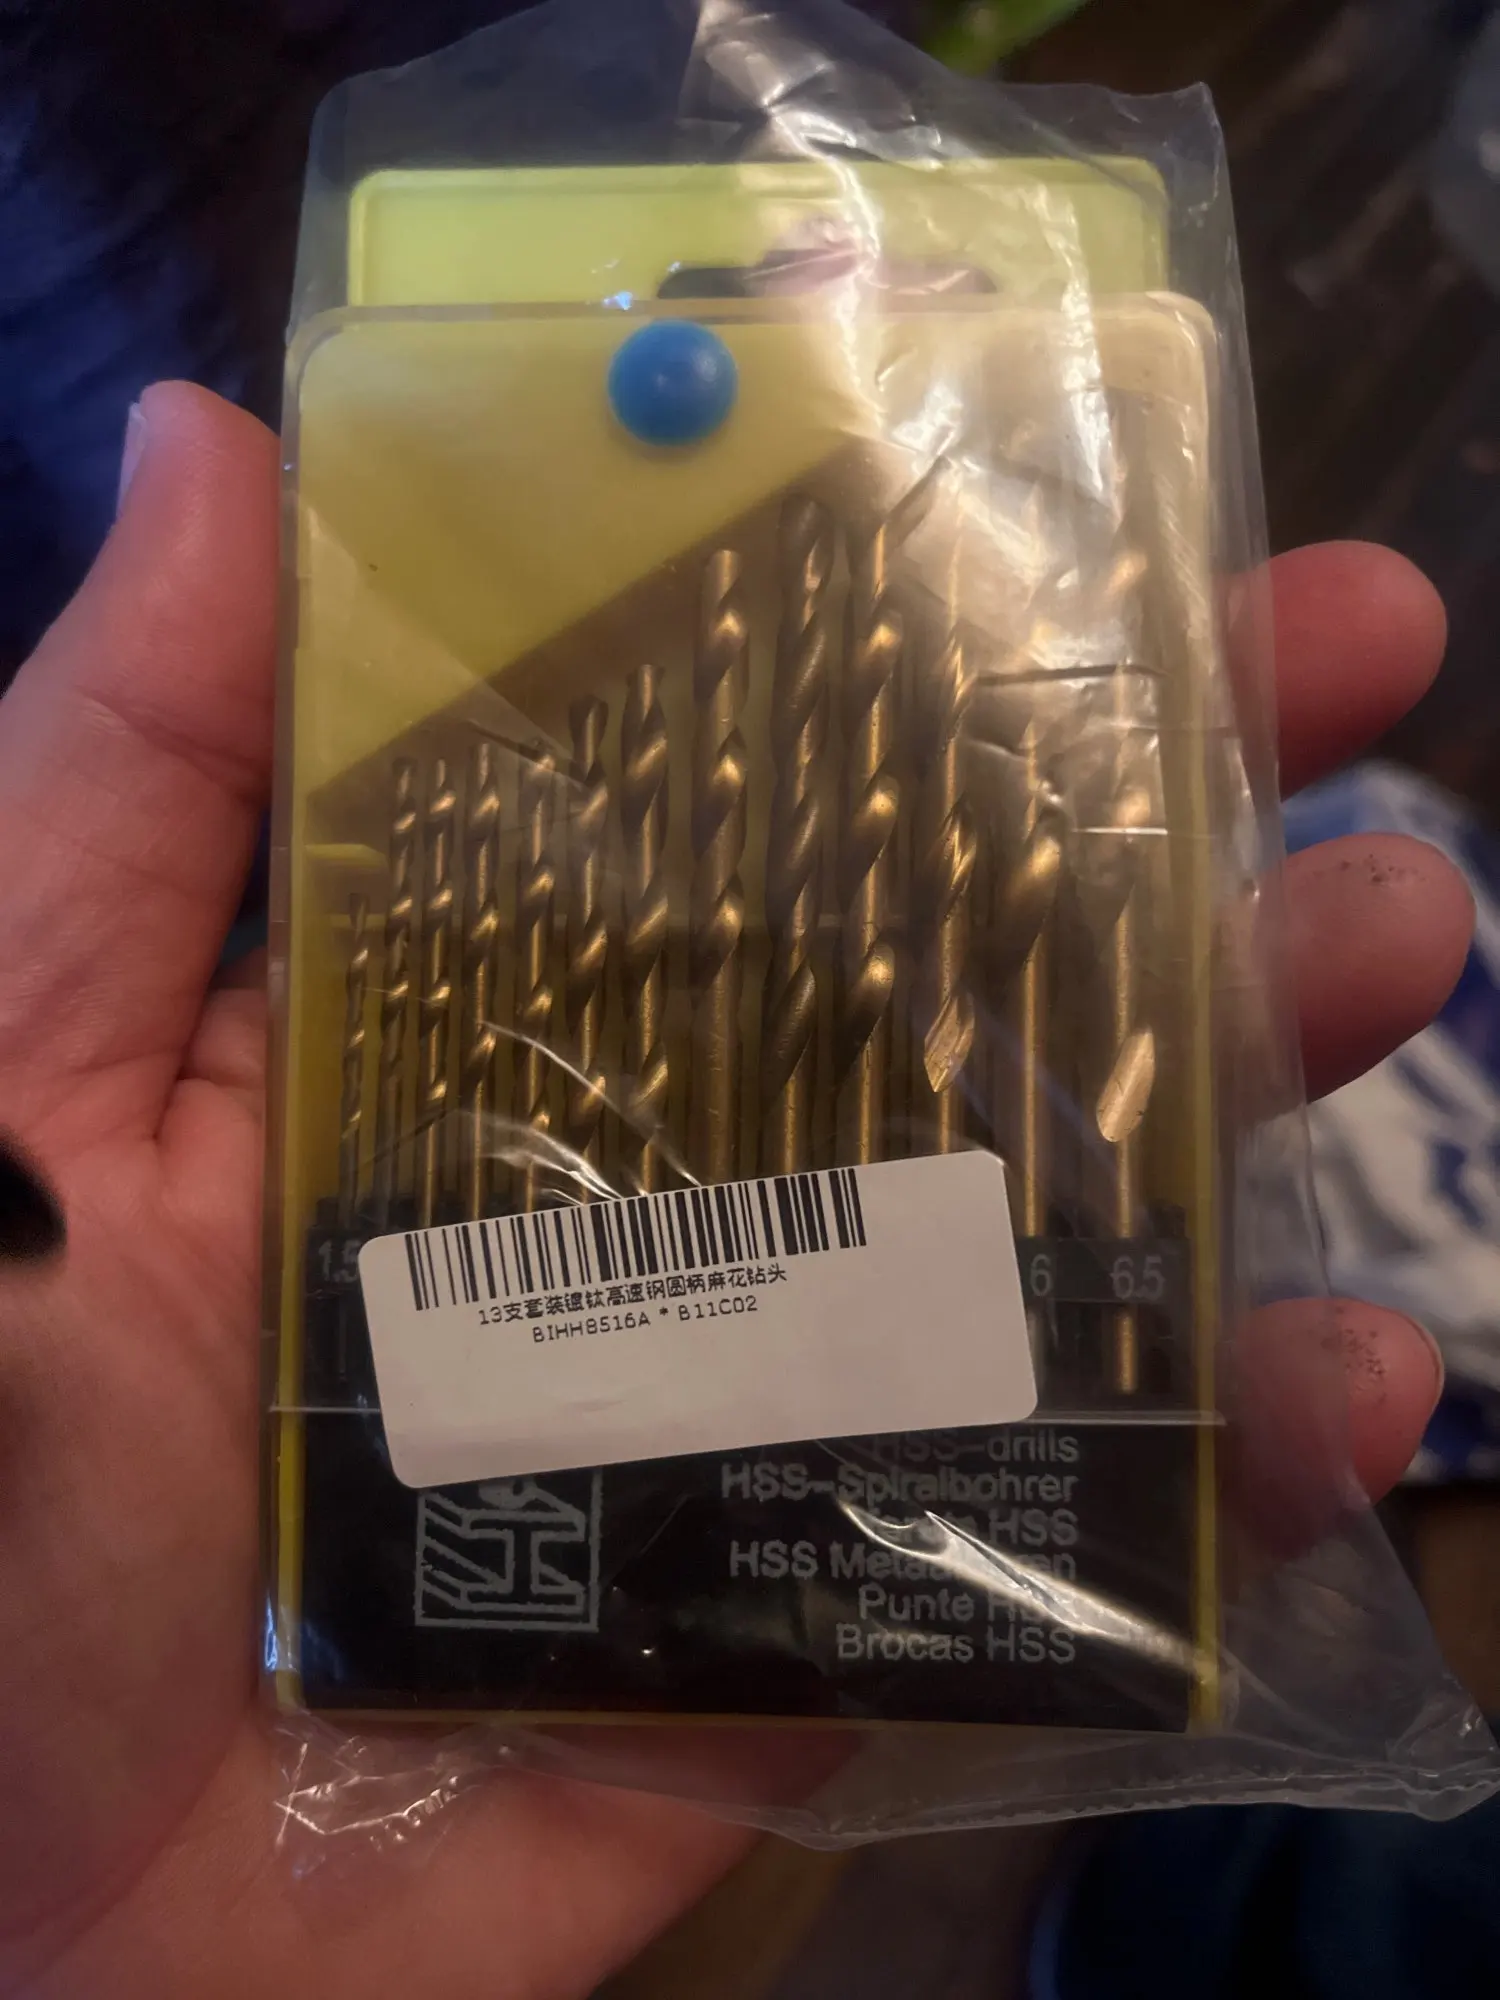 1.5
6
6.5
13支套装镀钛高速钢圆柄麻花钻头
BIHH8516A * B11C02
HSS-drills
HSS-Spiralbohrer
HSS
HSS
Punte HSS
Brocas HSS